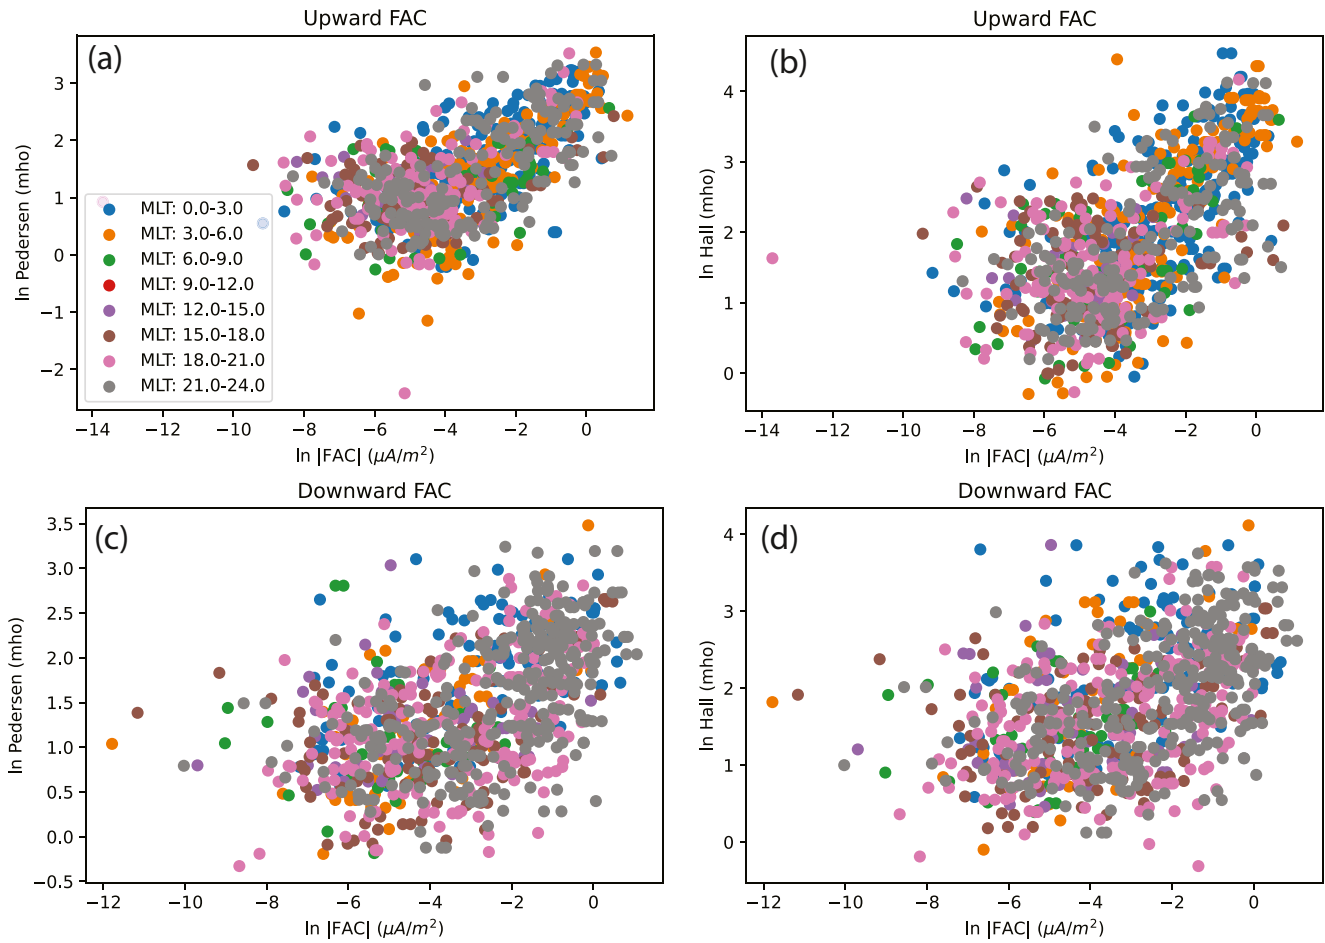 Upward FAC
(a)
3
2
1
0
−1
−2
ln Pedersen (mho)
MLT: 0.0-3.0
MLT: 3.0-6.0
MLT: 6.0-9.0
MLT: 9.0-12.0
MLT: 12.0-15.0
MLT: 15.0-18.0
MLT: 18.0-21.0
MLT: 21.0-24.0
−14 −12 −10 −8 −6 −4 −2 0
ln |FAC| (μA/m²)
Upward FAC
(b)
4
3
2
1
0
ln Hall (mho)
−14 −12 −10 −8 −6 −4 −2 0
ln |FAC| (μA/m²)
Downward FAC
(c)
3.5
3.0
2.5
2.0
1.5
1.0
0.5
0.0
−0.5
ln Pedersen (mho)
−12 −10 −8 −6 −4 −2 0
ln |FAC| (μA/m²)
Downward FAC
(d)
4
3
2
1
0
ln Hall (mho)
−12 −10 −8 −6 −4 −2 0
ln |FAC| (μA/m²)